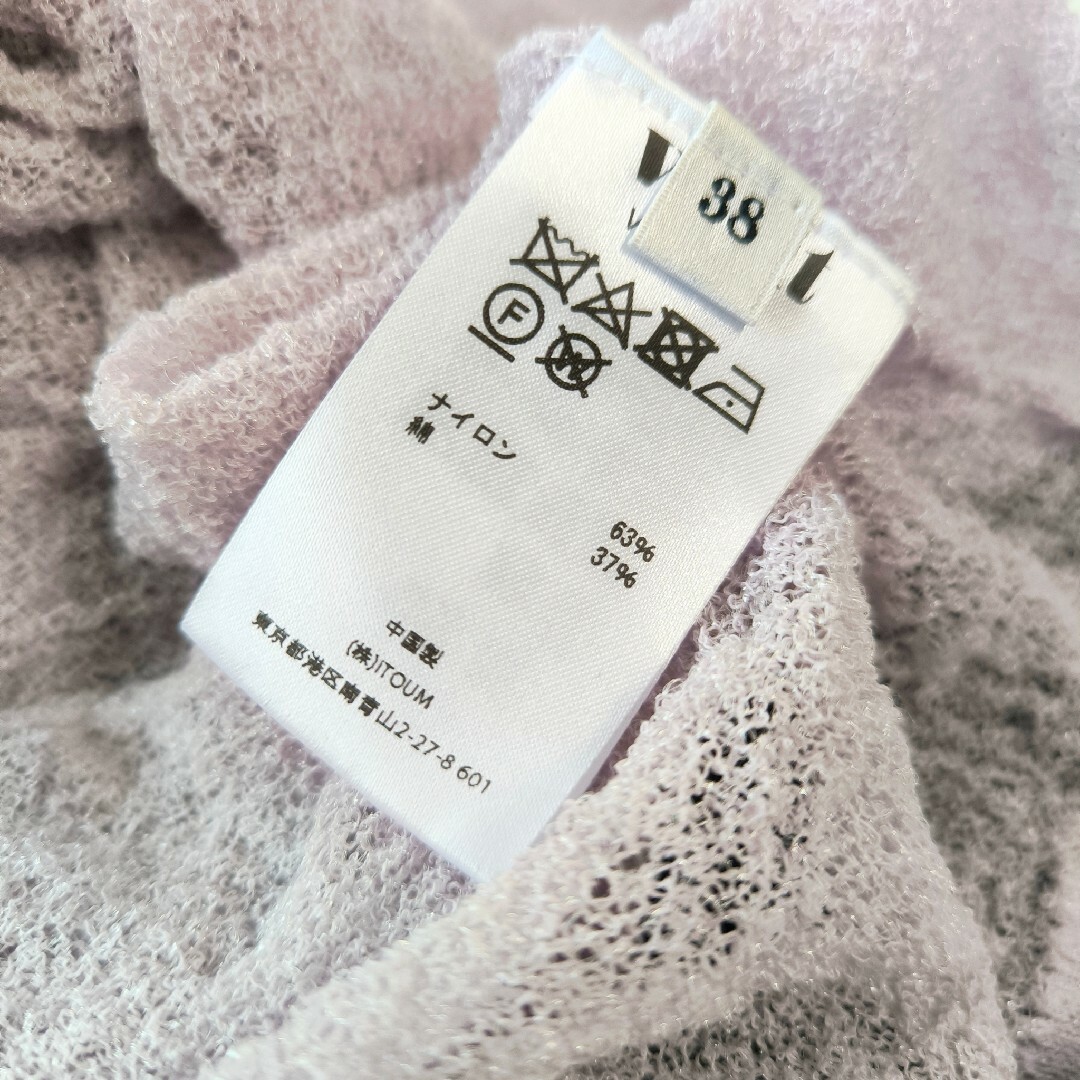 38
F
W
ナイロン
綿
63%
37%
中国製
(株)ITOUM
東京都港区南青山2-27-8 601